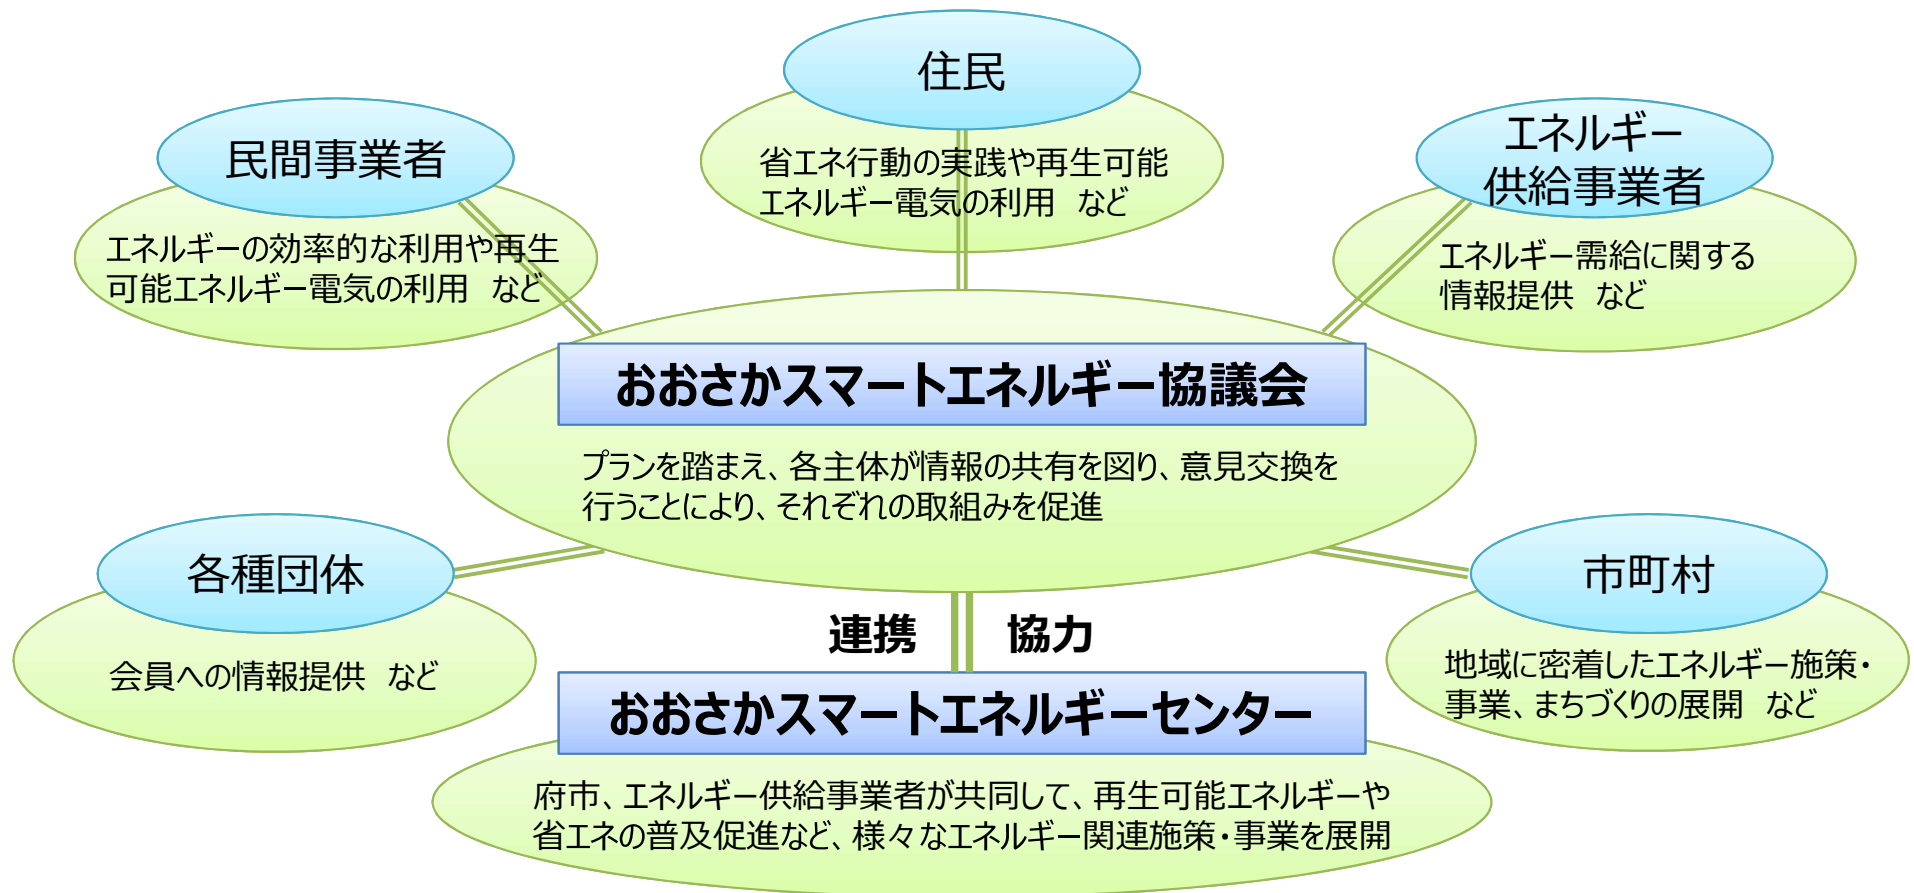 住民
省エネ行動の実践や再生可能
エネルギー電気の利用　など
民間事業者
エネルギーの効率的な利用や再生
可能エネルギー電気の利用　など
エネルギー
供給事業者
エネルギー需給に関する
情報提供　など
おおさかスマートエネルギー協議会
プランを踏まえ、各主体が情報の共有を図り、意見交換を
行うことにより、それぞれの取組みを促進
各種団体
会員への情報提供　など
市町村
地域に密着したエネルギー施策・
事業、まちづくりの展開　など
連携　協力
おおさかスマートエネルギーセンター
府市、エネルギー供給事業者が共同して、再生可能エネルギーや
省エネの普及促進など、様々なエネルギー関連施策・事業を展開